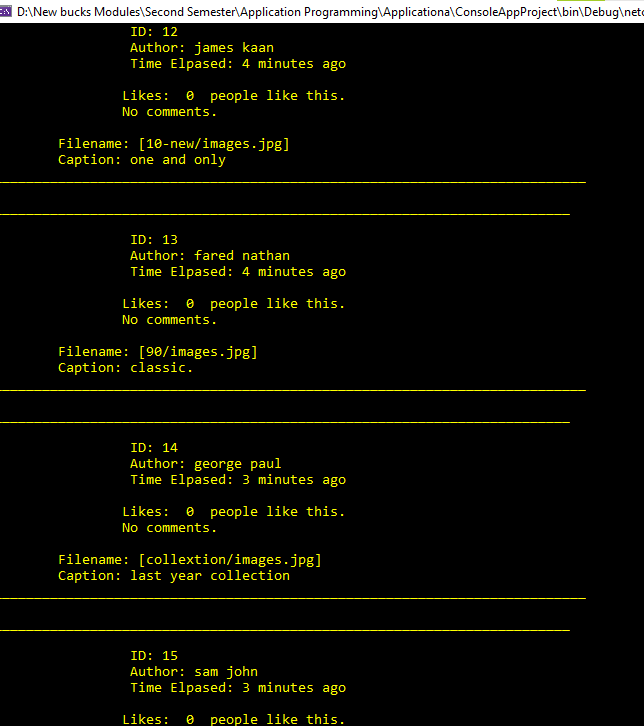 D:\New bucks Modules\Second Semester\Application Programming\Applicationa\ConsoleAppProject\bin\Debug\netc
ID: 12
Author: james kaan
Time Elpased: 4 minutes ago
Likes: 0 people like this.
No comments.
Filename: [10-new/images.jpg]
Caption: one and only
ID: 13
Author: fared nathan
Time Elpased: 4 minutes ago
Likes: 0 people like this.
No comments.
Filename: [90/images.jpg]
Caption: classic.
ID: 14
Author: george paul
Time Elpased: 3 minutes ago
Likes: 0 people like this.
No comments.
Filename: [collextion/images.jpg]
Caption: last year collection
ID: 15
Author: sam john
Time Elpased: 3 minutes ago
Likes: 0 people like this.